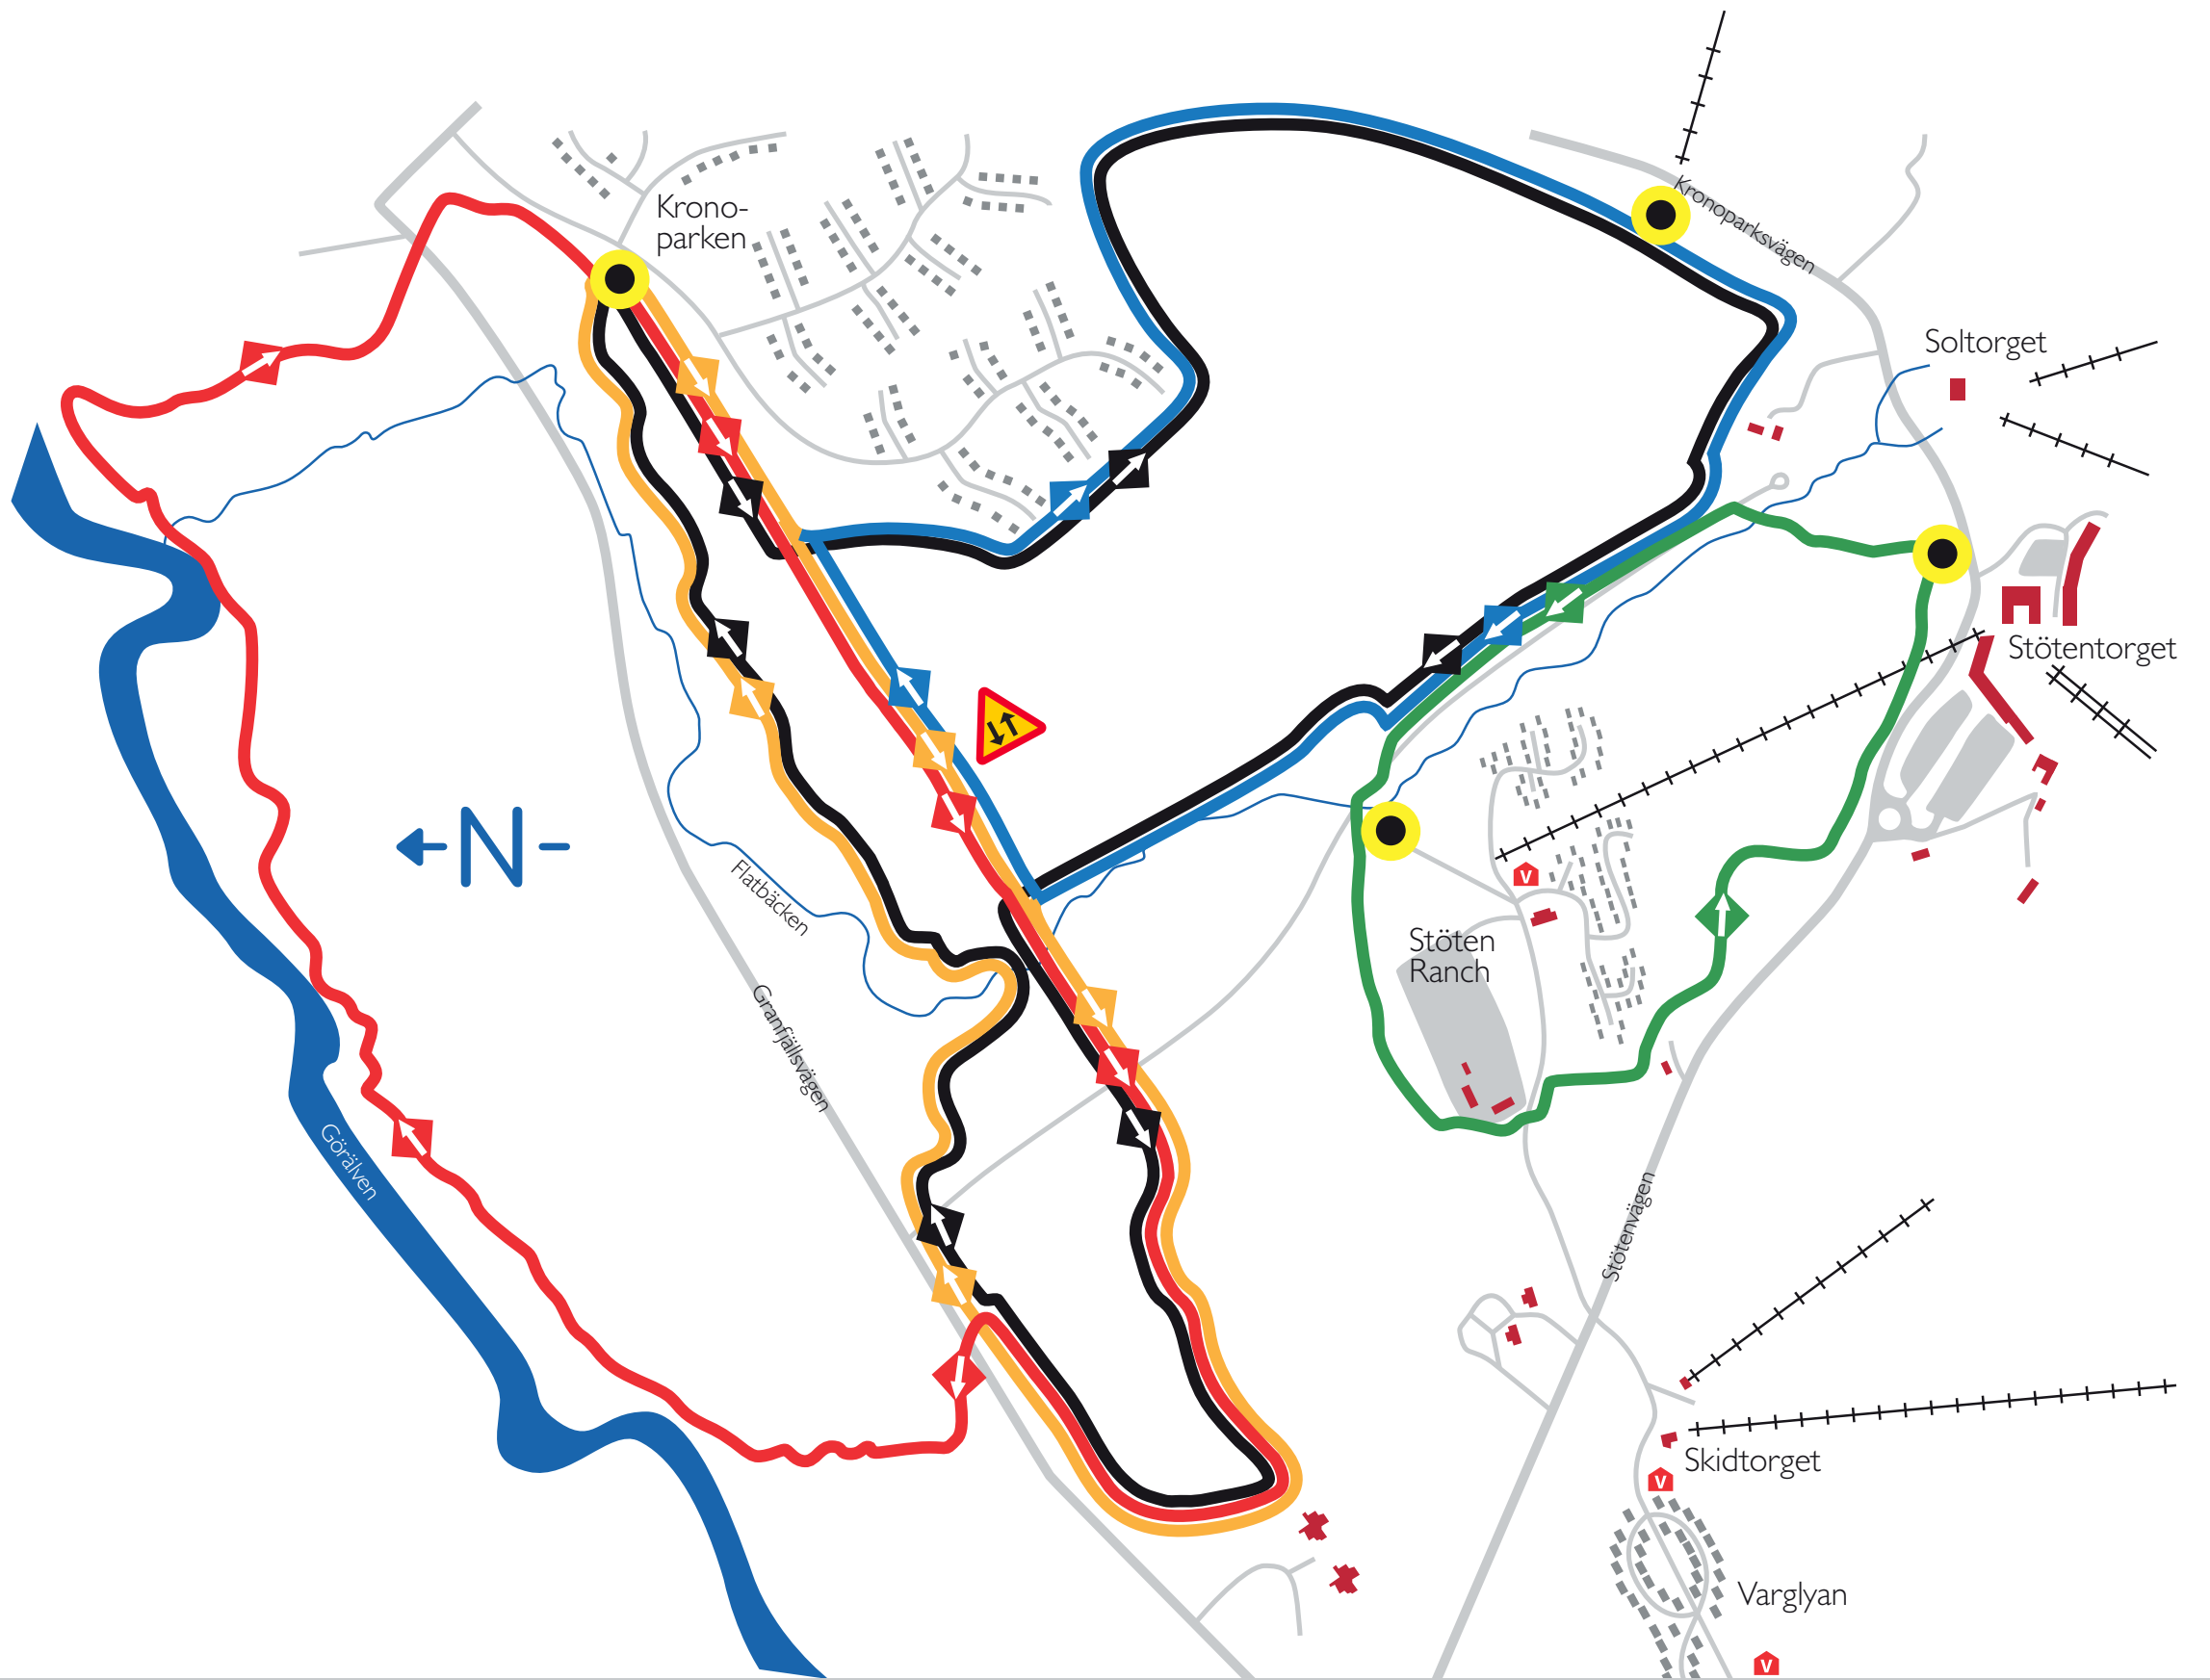 Krono-
parken
Kronoparksvägen
Soltorget
Stötentorget
N
Flatbäcken
V
Stöten
Ranch
Granfjällsvägen
Görälven
Stötenvägen
Skidtorget
V
Varglyan
V